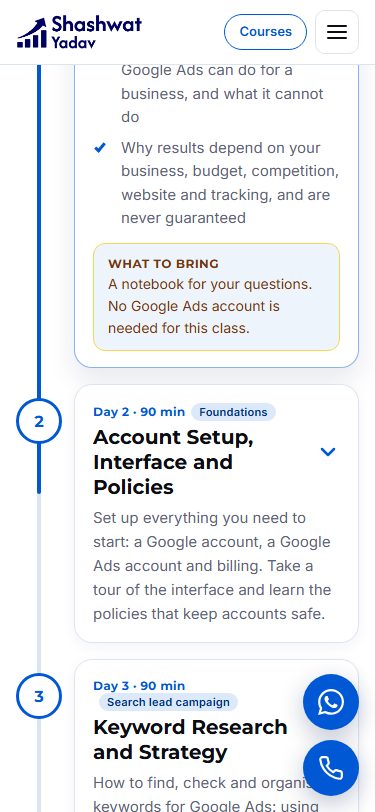 Shashwat
Yadav
Courses
Google Ads can do for a
business, and what it cannot
do
Why results depend on your
business, budget, competition,
website and tracking, and are
never guaranteed
WHAT TO BRING
A notebook for your questions.
No Google Ads account is
needed for this class.
2
Day 2 · 90 min Foundations
Account Setup,
Interface and
Policies
Set up everything you need to
start: a Google account, a Google
Ads account and billing. Take a
tour of the interface and learn the
policies that keep accounts safe.
3
Day 3 · 90 min
Search lead campaign
Keyword Research
and Strategy
How to find, check and
keywords for Google Ads: using